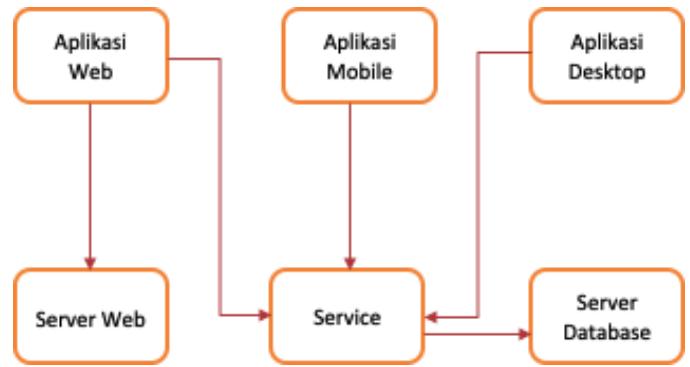 Aplikasi
Web
Aplikasi
Mobile
Aplikasi
Desktop
Server Web
Service
Server
Database